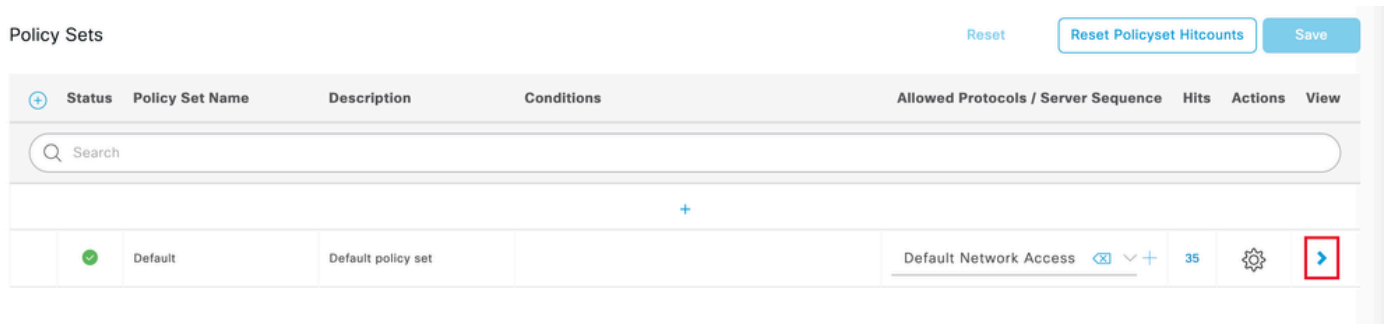 Policy Sets Reset Reset Policyset Hitcounts Save
Status Policy Set Name Description Conditions Allowed Protocols / Server Sequence Hits Actions View
Search
+
Default Default policy set Default Network Access + 35